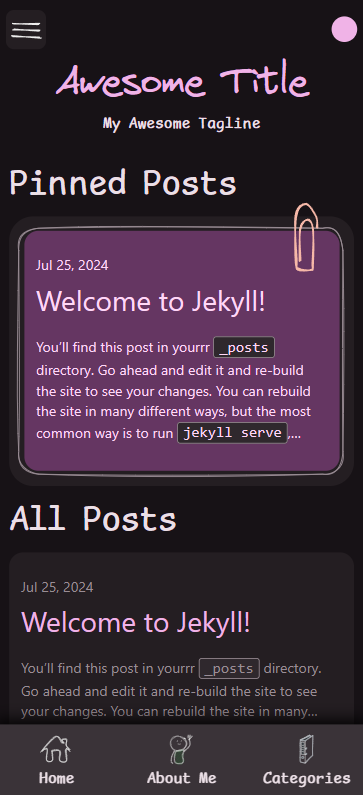 Awesome Title
My Awesome Tagline
Pinned Posts
Jul 25, 2024
Welcome to Jekyll!
You’ll find this post in yourrr _posts
directory. Go ahead and edit it and re-build
the site to see your changes. You can rebuild
the site in many different ways, but the most
common way is to run jekyll serve,...
All Posts
Jul 25, 2024
Welcome to Jekyll!
You’ll find this post in yourrr _posts directory.
Go ahead and edit it and re-build the site to see
your changes. You can rebuild the site in many...
Home About Me Categories